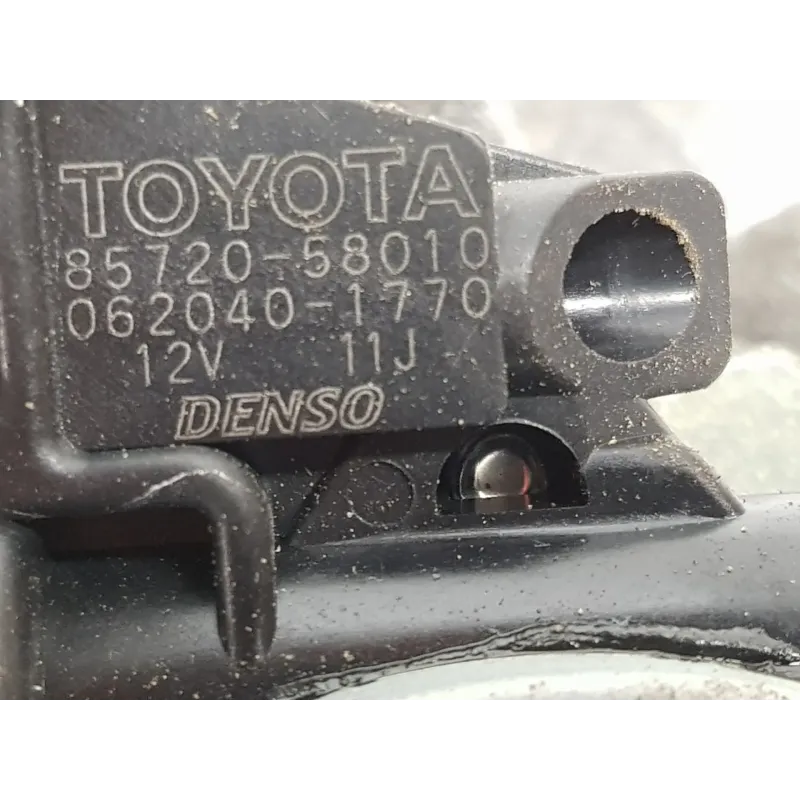 TOYOTA
85720-58010
062040-1770
12V 11J
DENSO